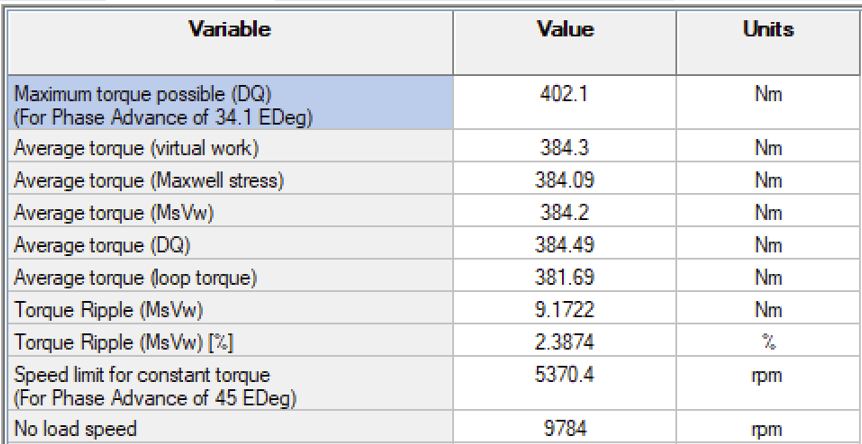 Variable Value Units
Maximum torque possible (DQ) 402.1 Nm
(For Phase Advance of 34.1 EDeg)
Average torque (virtual work) 384.3 Nm
Average torque (Maxwell stress) 384.09 Nm
Average torque (MsVw) 384.2 Nm
Average torque (DQ) 384.49 Nm
Average torque (loop torque) 381.69 Nm
Torque Ripple (MsVw) 9.1722 Nm
Torque Ripple (MsVw) [%] 2.3874 %
Speed limit for constant torque 5370.4 rpm
(For Phase Advance of 45 EDeg)
No load speed 9784 rpm